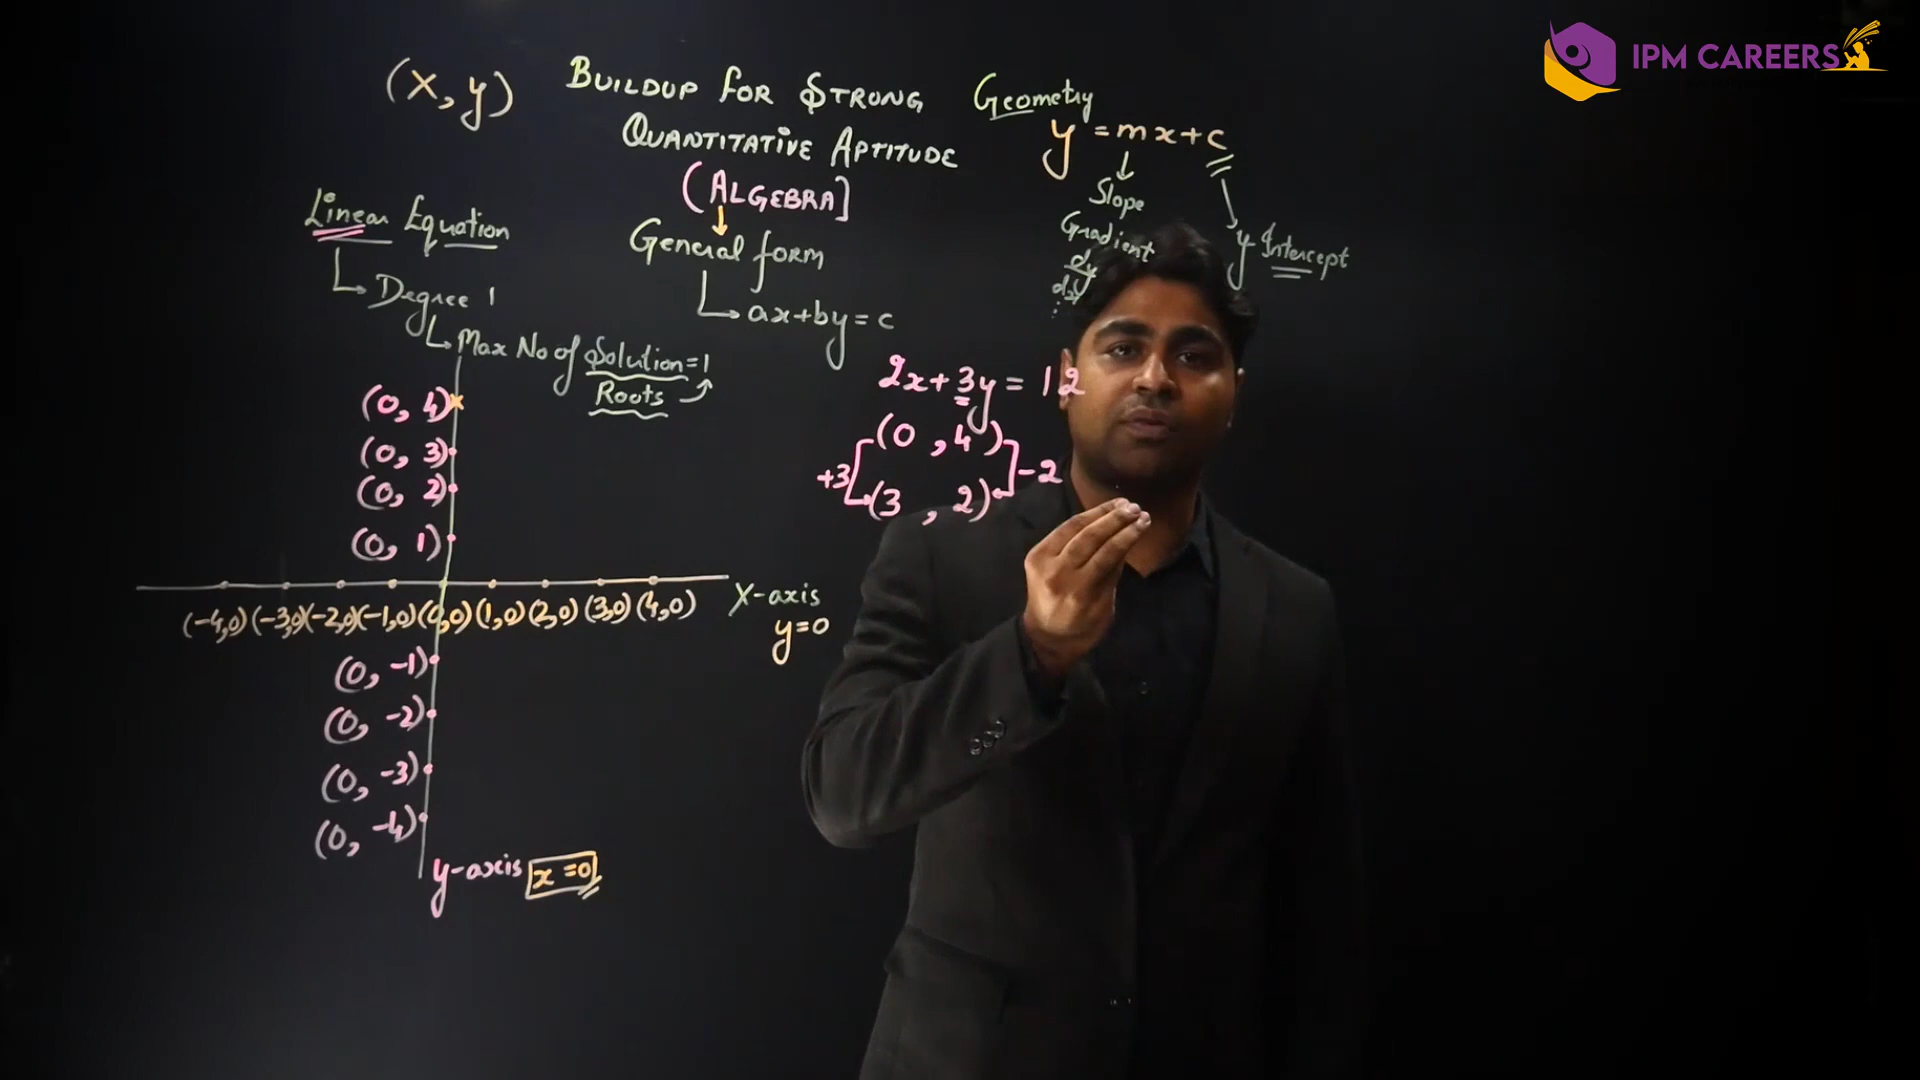 IPM CAREERS
(x, y)
BUILDUP FOR STRONG
QUANTITATIVE APTITUDE
(ALGEBRA]
General form
ax+by=c
Geometry
y = mx+c
Slope
Gradient
dy
y Intercept
Linear Equation
Degree 1
Max No of Solution=1
Roots
2x+3y=12
(0, 4)
+3
-2
(3, 2)
(0, 4)
(0, 3)
(0, 2)
(0, 1)
(-4,0) (-3,0) (-2,0) (-1,0) (0,0) (1,0) (2,0) (3,0) (4,0)
X-axis
y=0
(0, -1)
(0, -2)
(0, -3)
(0, -4)
y-axis x=0